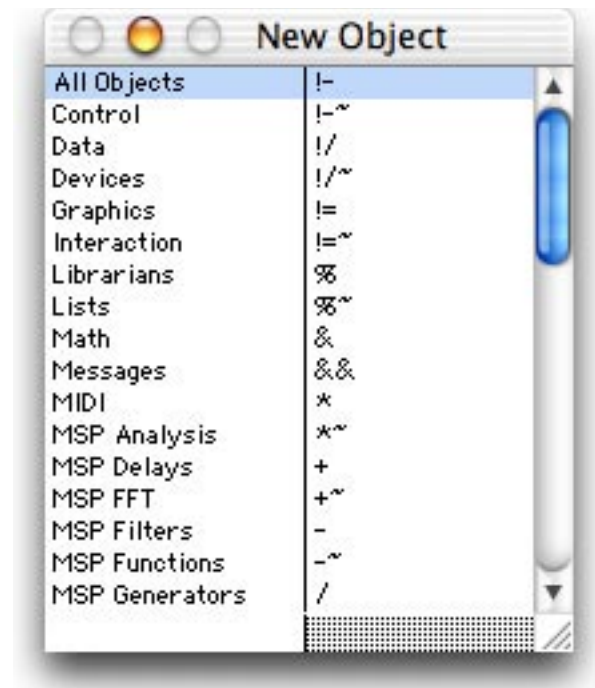 New Object
All Objects !-
Control !-~
Data !/
Devices !/~
Graphics !=
Interaction !=~
Librarians %
Lists %~
Math &
Messages &&
MIDI *
MSP Analysis *~
MSP Delays +
MSP FFT +~
MSP Filters -
MSP Functions -~
MSP Generators /